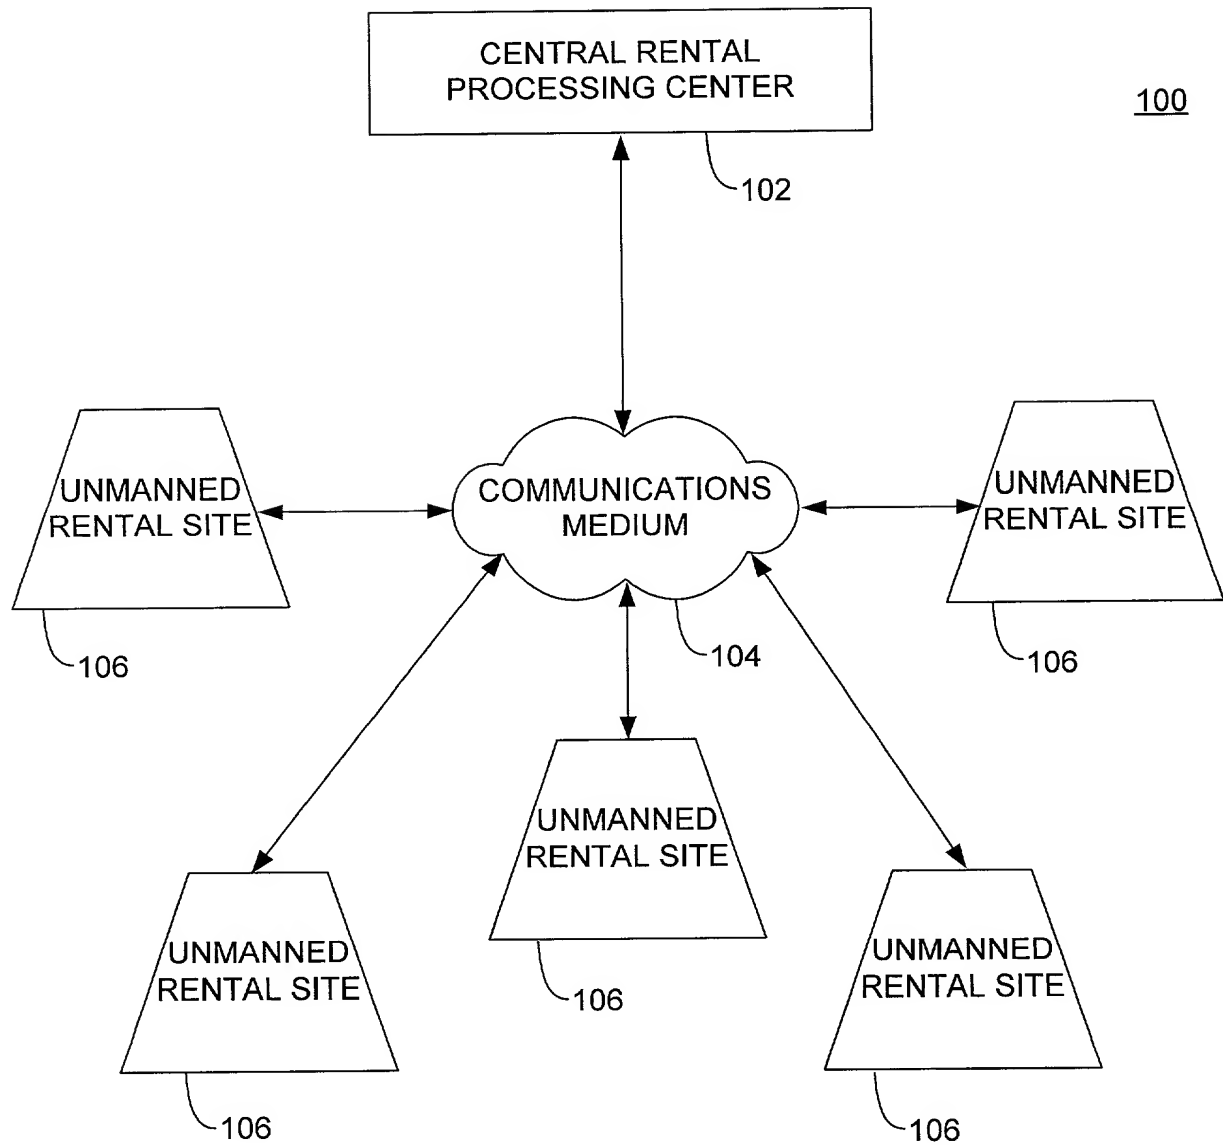 CENTRAL RENTAL
PROCESSING CENTER
100
102
UNMANNED
RENTAL SITE
COMMUNICATIONS
MEDIUM
UNMANNED
RENTAL SITE
106
104
106
UNMANNED
RENTAL SITE
UNMANNED
RENTAL SITE
UNMANNED
RENTAL SITE
106
106
106